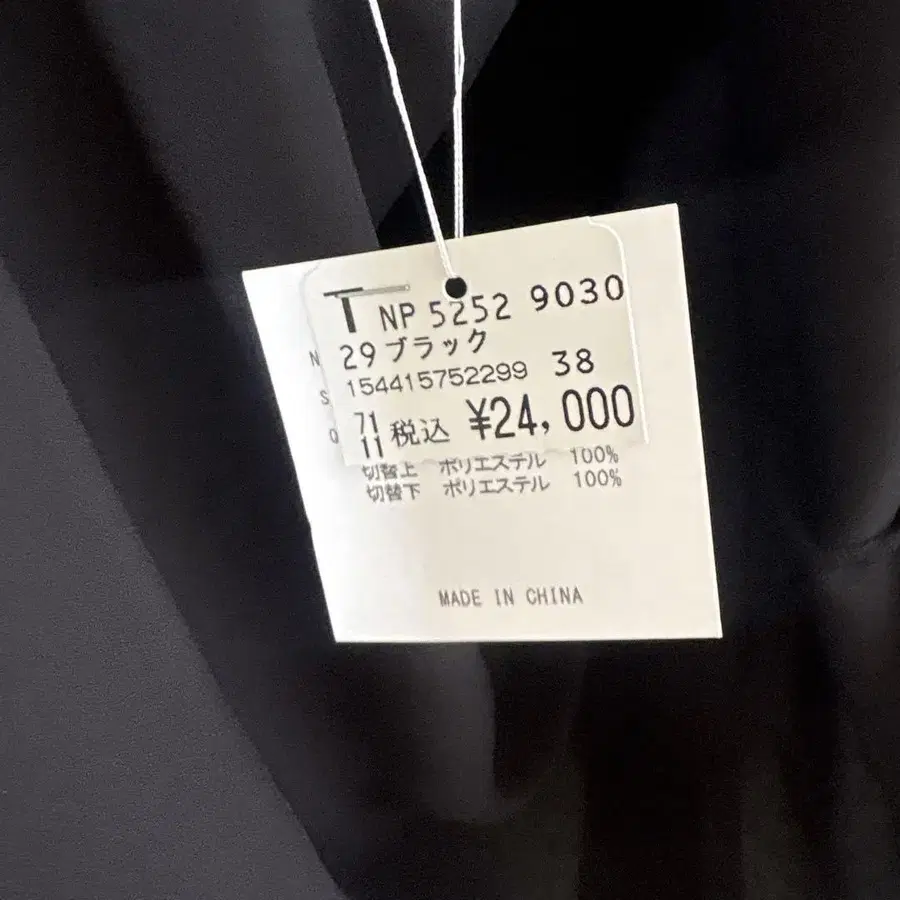 T NP 5252 9030
29 ブラック
154415752299 38
71 11 税込 ¥24,000
切替上 ポリエステル 100%
切替下 ポリエステル 100%
MADE IN CHINA